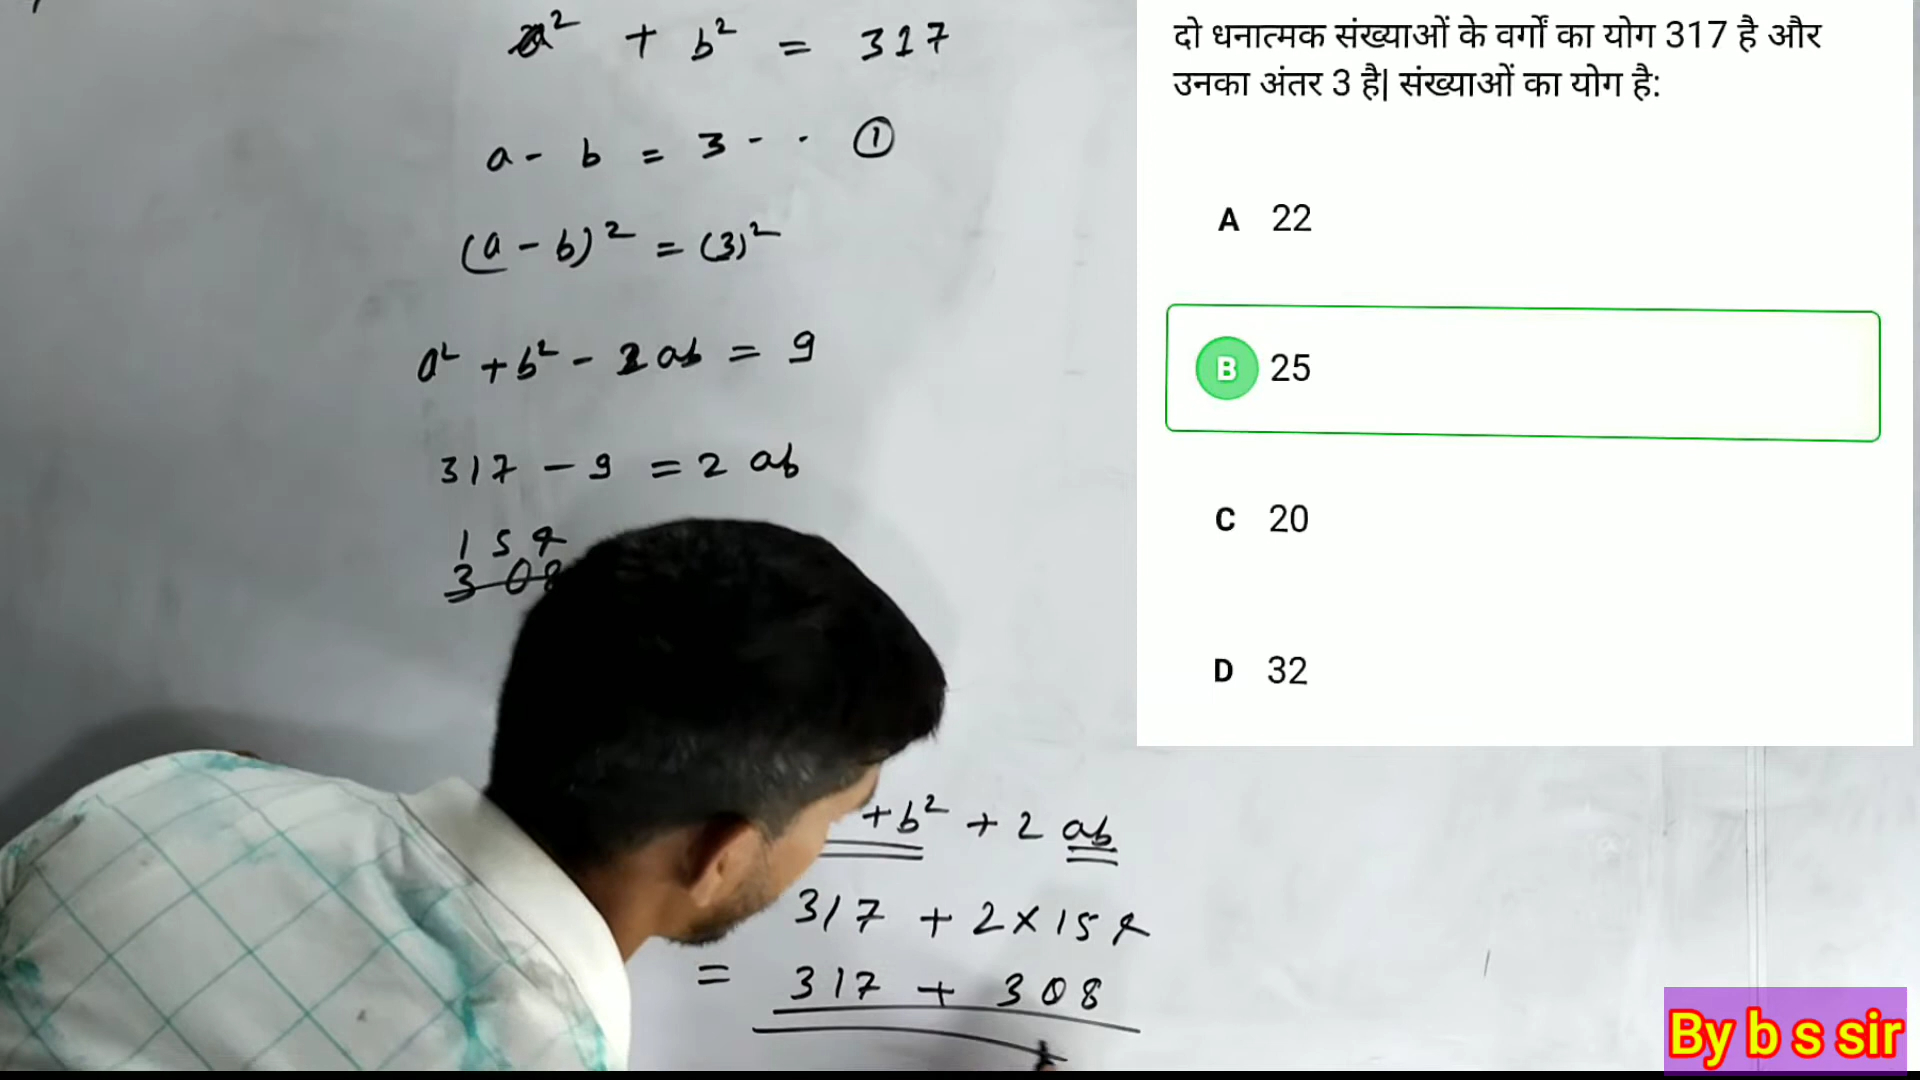 a² + b² = 317
a - b = 3 - - ①
(a - b)² = (3)²
a² + b² - 2ab = 9
317 - 9 = 2 ab
154
308
+b² + 2 ab
317 + 2×154
= 317 + 308
दो धनात्मक संख्याओं के वर्गों का योग 317 है और
उनका अंतर 3 है| संख्याओं का योग है:
A 22
B 25
C 20
D 32
By b s sir